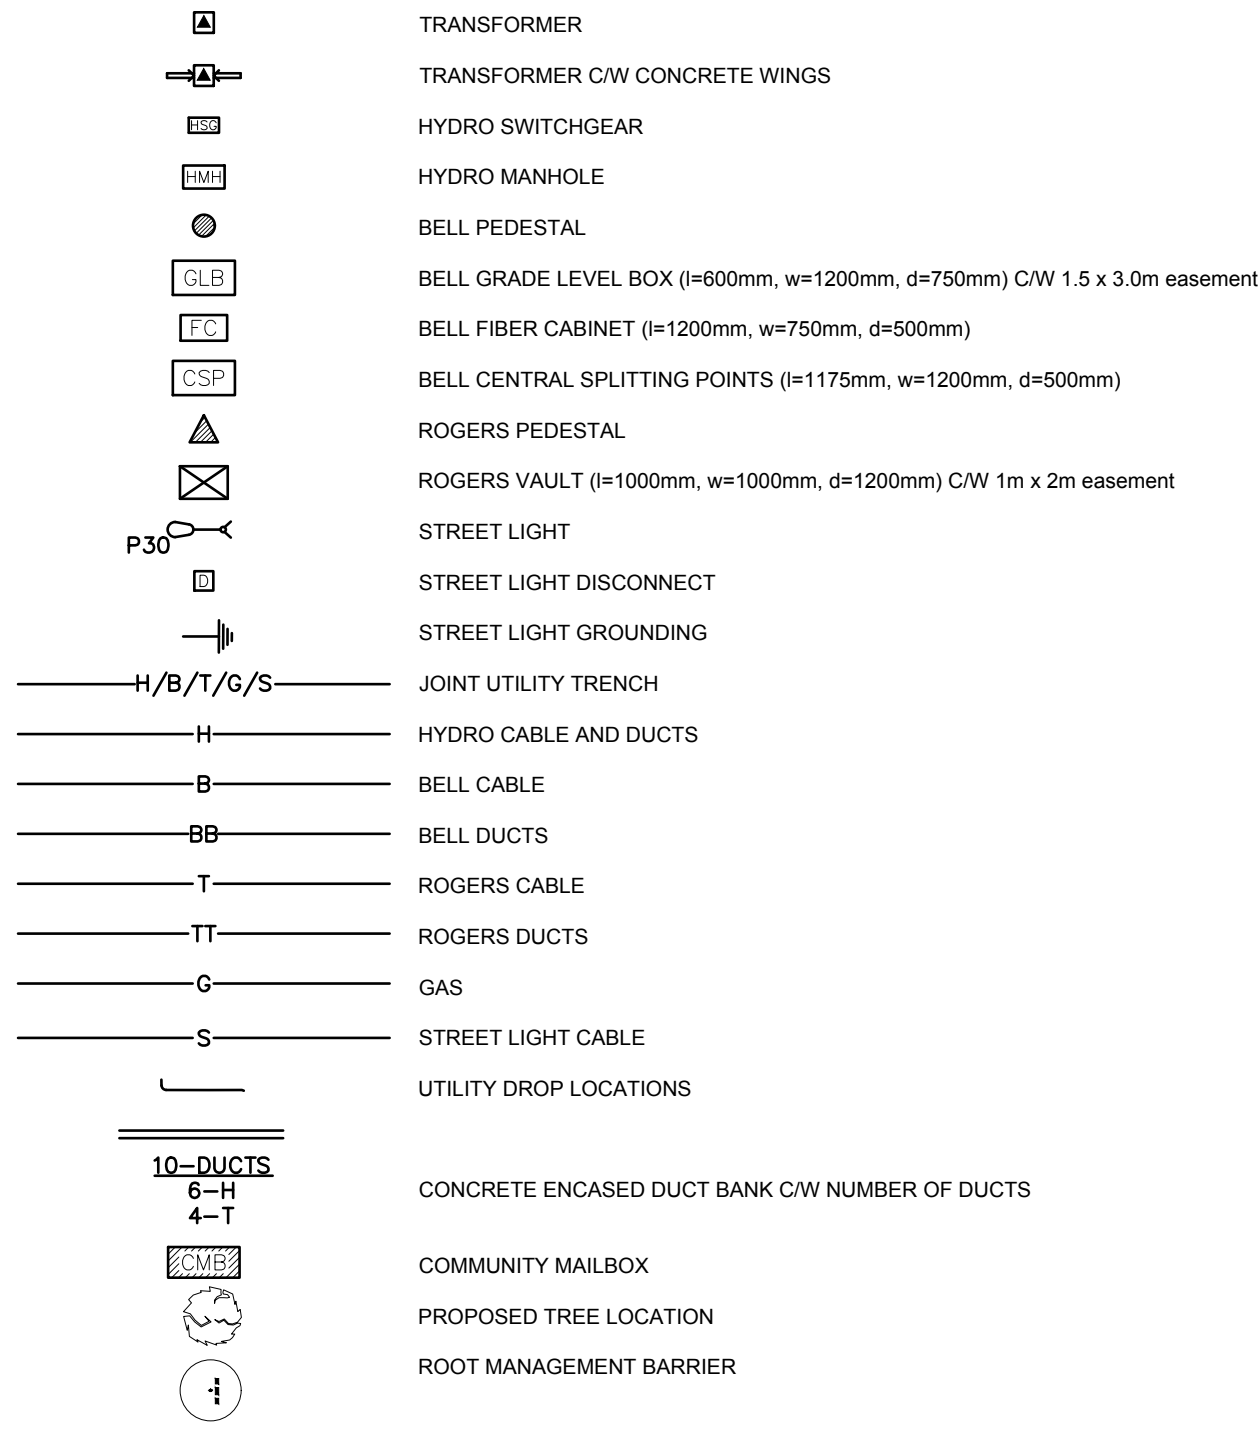 TRANSFORMER
TRANSFORMER C/W CONCRETE WINGS
HSG HYDRO SWITCHGEAR
HMH HYDRO MANHOLE
BELL PEDESTAL
GLB BELL GRADE LEVEL BOX (l=600mm, w=1200mm, d=750mm) C/W 1.5 x 3.0m easement
FC BELL FIBER CABINET (l=1200mm, w=750mm, d=500mm)
CSP BELL CENTRAL SPLITTING POINTS (l=1175mm, w=1200mm, d=500mm)
ROGERS PEDESTAL
ROGERS VAULT (l=1000mm, w=1000mm, d=1200mm) C/W 1m x 2m easement
P30 STREET LIGHT
D STREET LIGHT DISCONNECT
STREET LIGHT GROUNDING
H/B/T/G/S JOINT UTILITY TRENCH
H HYDRO CABLE AND DUCTS
B BELL CABLE
BB BELL DUCTS
T ROGERS CABLE
TT ROGERS DUCTS
G GAS
S STREET LIGHT CABLE
UTILITY DROP LOCATIONS
10-DUCTS
6-H CONCRETE ENCASED DUCT BANK C/W NUMBER OF DUCTS
4-T
CMB COMMUNITY MAILBOX
PROPOSED TREE LOCATION
ROOT MANAGEMENT BARRIER